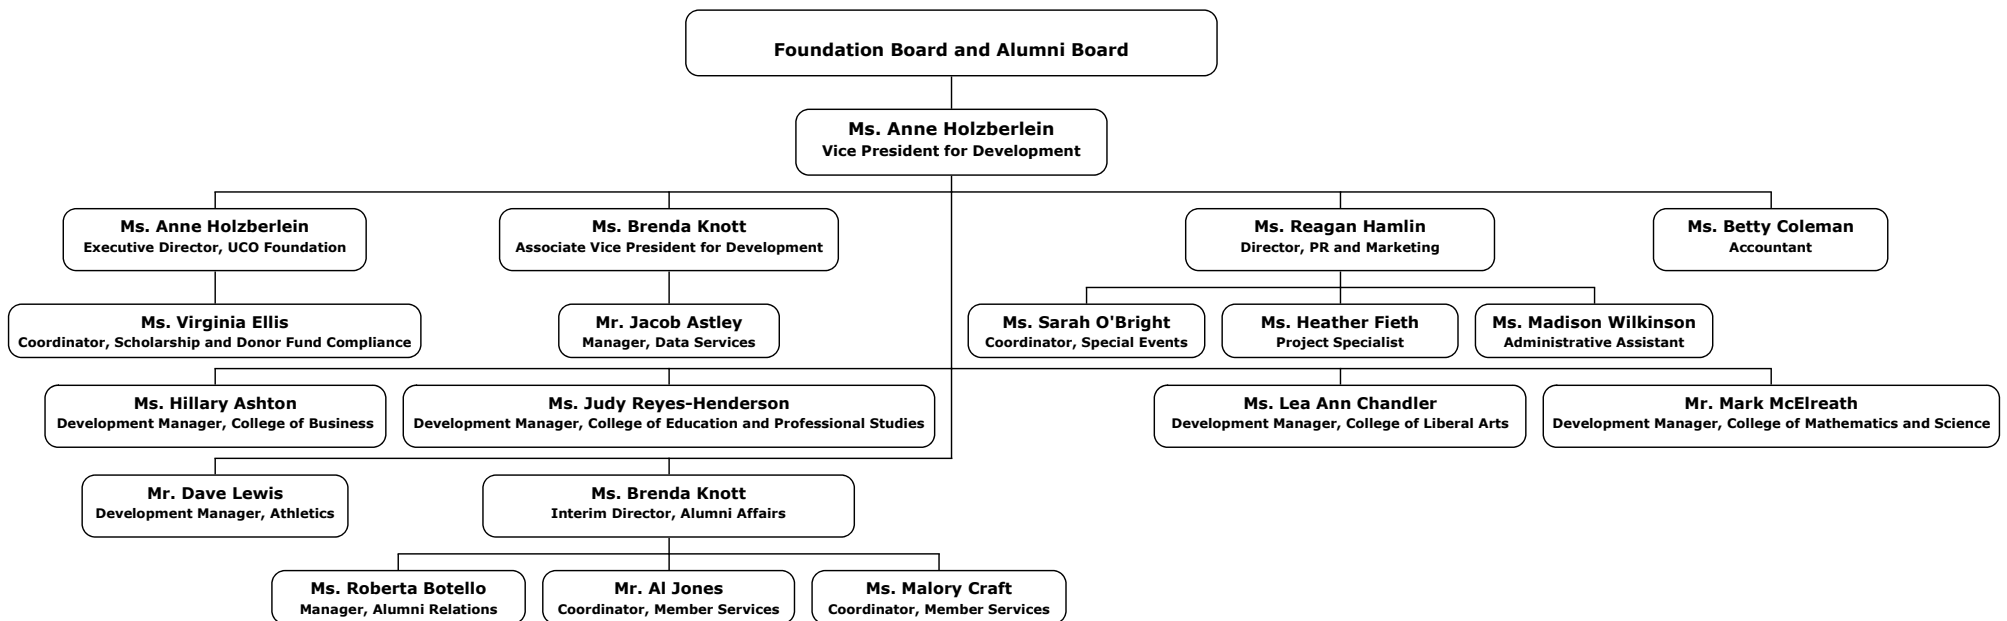 Foundation Board and Alumni Board
Ms. Anne Holzberlein
Vice President for Development
Ms. Anne Holzberlein
Executive Director, UCO Foundation
Ms. Brenda Knott
Associate Vice President for Development
Ms. Reagan Hamlin
Director, PR and Marketing
Ms. Betty Coleman
Accountant
Ms. Virginia Ellis
Coordinator, Scholarship and Donor Fund Compliance
Mr. Jacob Astley
Manager, Data Services
Ms. Sarah O'Bright
Coordinator, Special Events
Ms. Heather Fieth
Project Specialist
Ms. Madison Wilkinson
Administrative Assistant
Ms. Hillary Ashton
Development Manager, College of Business
Ms. Judy Reyes-Henderson
Development Manager, College of Education and Professional Studies
Ms. Lea Ann Chandler
Development Manager, College of Liberal Arts
Mr. Mark McElreath
Development Manager, College of Mathematics and Science
Mr. Dave Lewis
Development Manager, Athletics
Ms. Brenda Knott
Interim Director, Alumni Affairs
Ms. Roberta Botello
Manager, Alumni Relations
Mr. Al Jones
Coordinator, Member Services
Ms. Malory Craft
Coordinator, Member Services